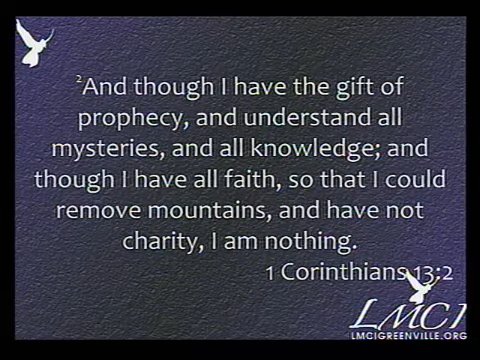 ²And though I have the gift of
prophecy, and understand all
mysteries, and all knowledge; and
though I have all faith, so that I could
remove mountains, and have not
charity, I am nothing.
1 Corinthians 13:2
LMCI
LMCIGREENVILLE.ORG